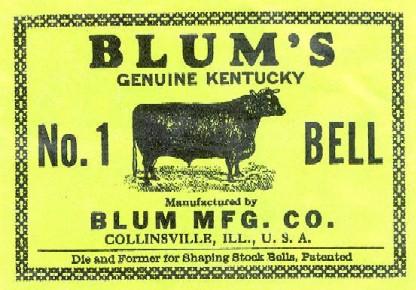 BLUM'S
GENUINE KENTUCKY
No. 1 BELL
Manufactured by
BLUM MFG. CO.
COLLINSVILLE, ILL., U. S. A.
Die and Former for Shaping Stock Bells, Patented